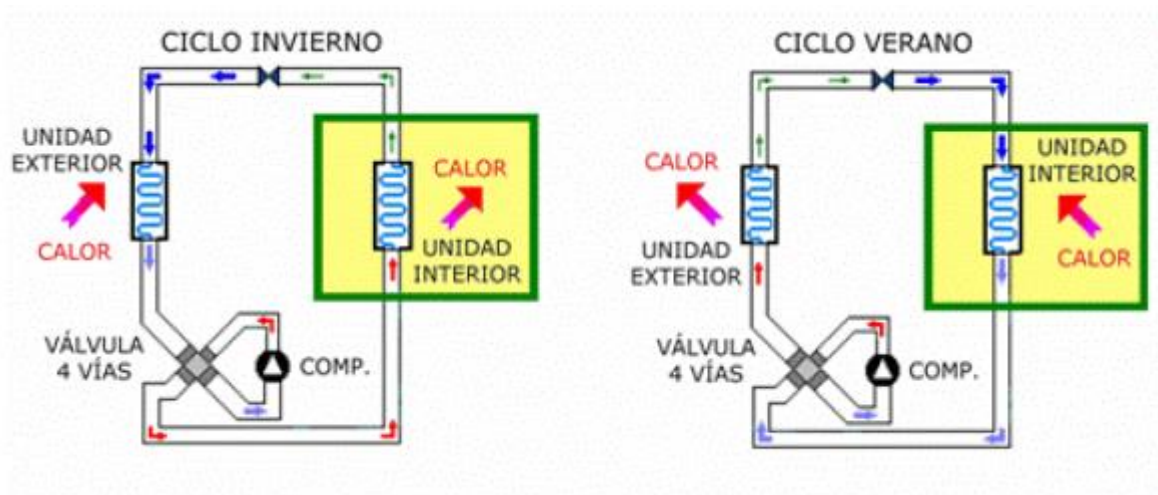 CICLO INVIERNO
UNIDAD
EXTERIOR
CALOR
CALOR
UNIDAD
INTERIOR
VÁLVULA
4 VÍAS
COMP.
CICLO VERANO
CALOR
UNIDAD
EXTERIOR
UNIDAD
INTERIOR
CALOR
VÁLVULA
4 VÍAS
COMP.